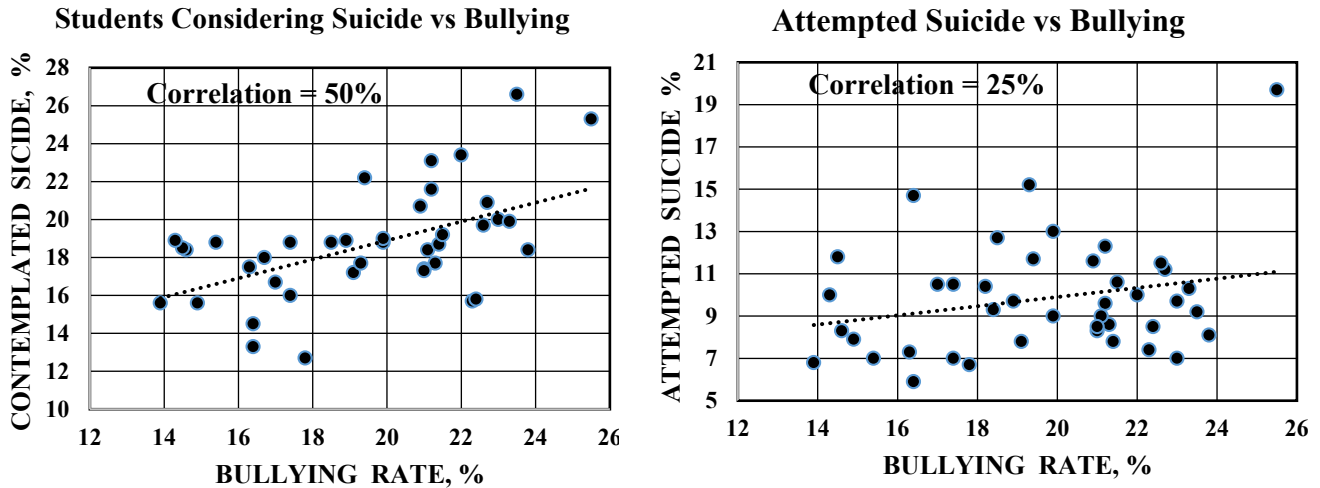 Students Considering Suicide vs Bullying
CONTEMPLATED SICIDE, %
28
26
24
22
20
18
16
14
12
10
Correlation = 50%
12 14 16 18 20 22 24 26
BULLYING RATE, %
Attempted Suicide vs Bullying
ATTEMPTED SUICIDE %
21
19
17
15
13
11
9
7
5
Correlation = 25%
12 14 16 18 20 22 24 26
BULLYING RATE, %